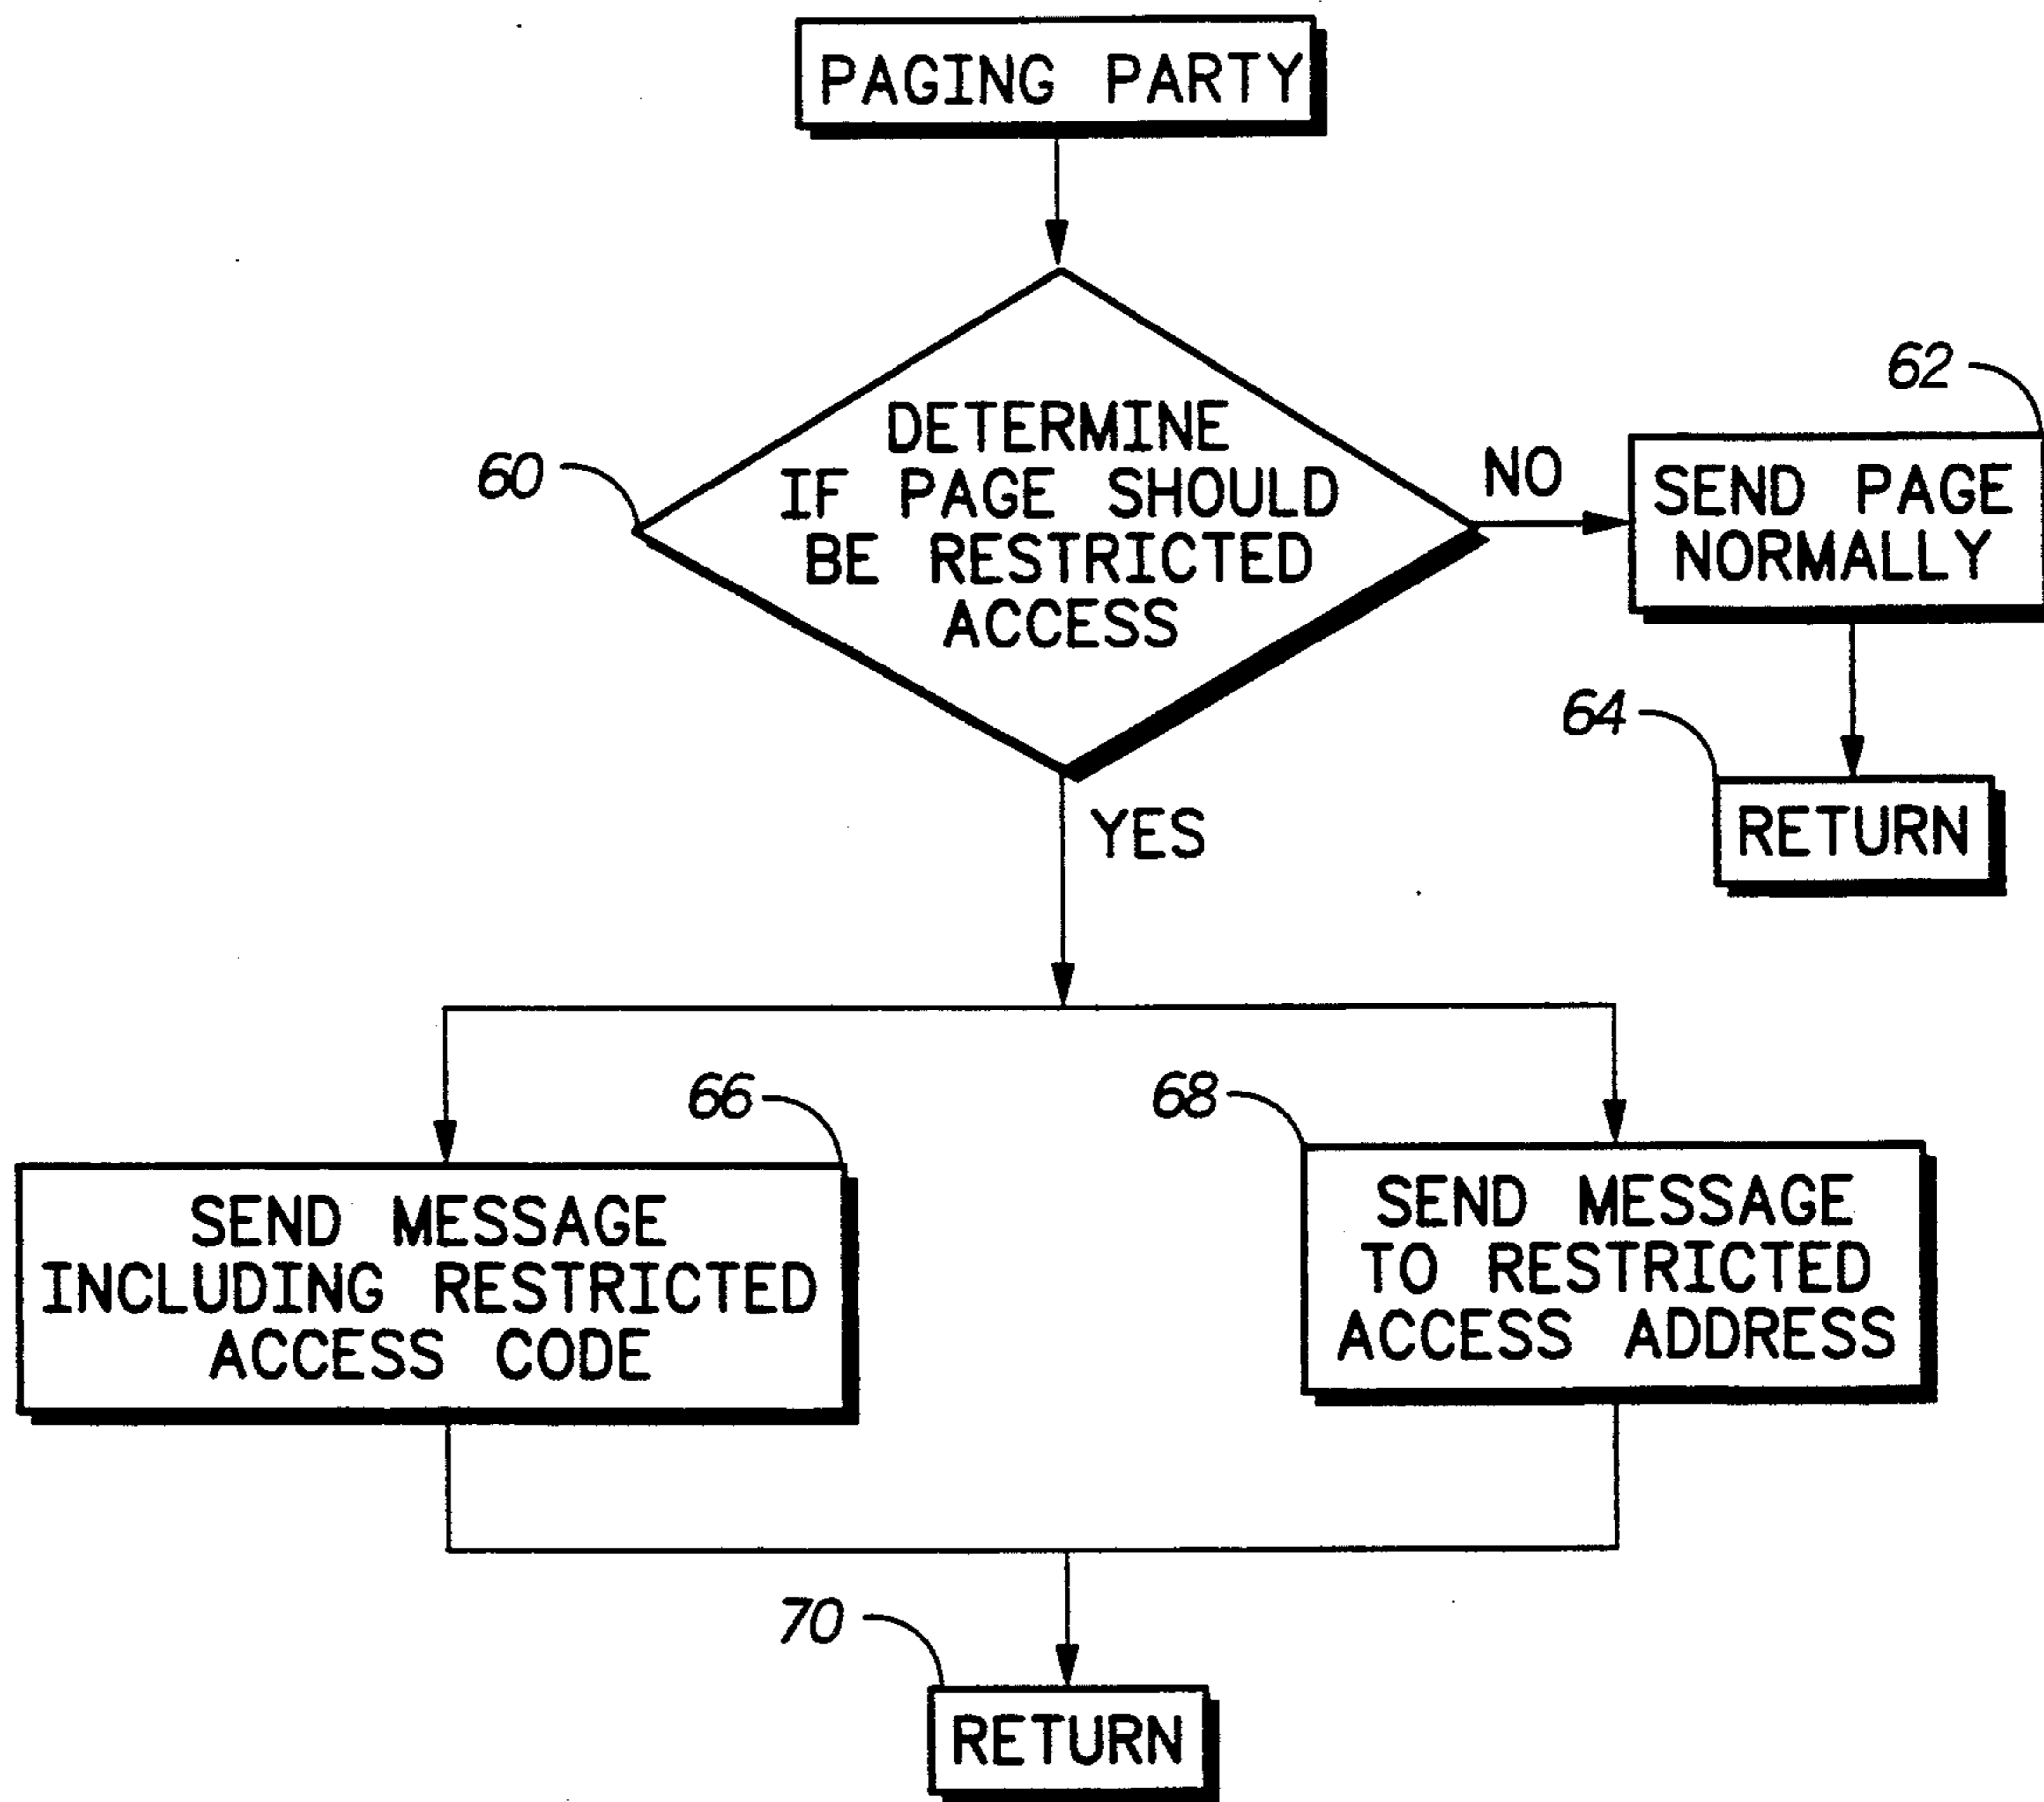 PAGING PARTY
60
DETERMINE
IF PAGE SHOULD
BE RESTRICTED
ACCESS
NO
62
SEND PAGE
NORMALLY
64
RETURN
YES
66
SEND MESSAGE
INCLUDING RESTRICTED
ACCESS CODE
68
SEND MESSAGE
TO RESTRICTED
ACCESS ADDRESS
70
RETURN